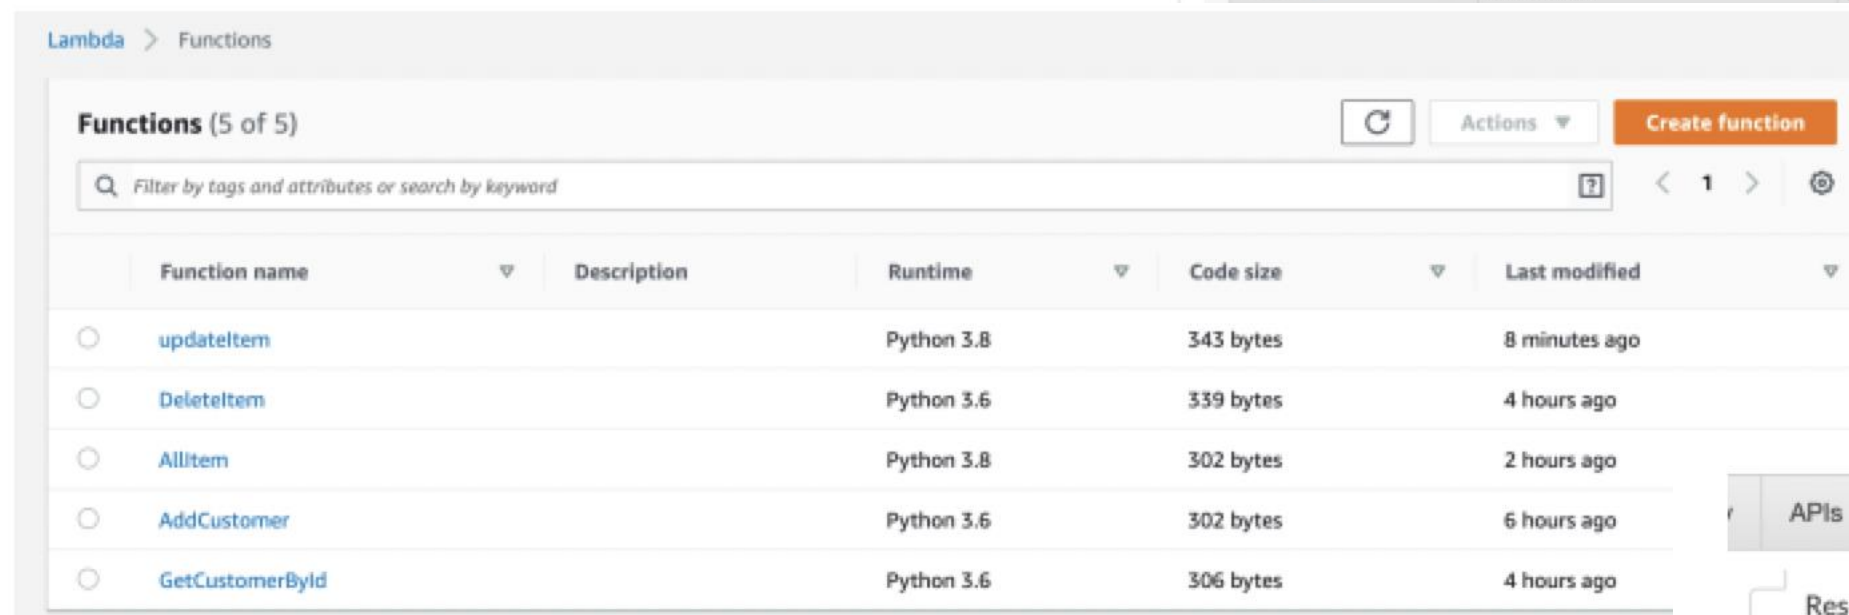 Lambda > Functions
Functions (5 of 5)
Actions
Create function
Filter by tags and attributes or search by keyword
?
< 1 >
Function name Description Runtime Code size Last modified
updateItem Python 3.8 343 bytes 8 minutes ago
DeleteItem Python 3.6 339 bytes 4 hours ago
AllItem Python 3.8 302 bytes 2 hours ago
AddCustomer Python 3.6 302 bytes 6 hours ago
APIs
GetCustomerById Python 3.6 306 bytes 4 hours ago
Res